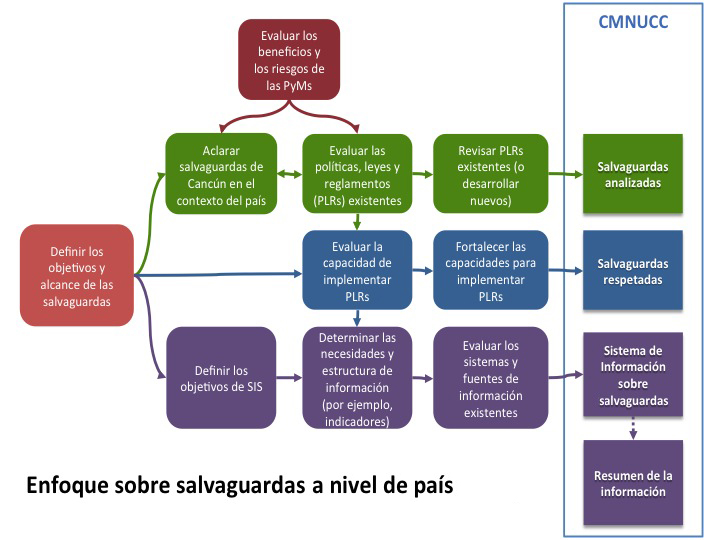 CMNUCC
Evaluar los
beneficios y
los riesgos de
las PyMs
Aclarar
salvaguardas de
Cancún en el
contexto del país
Evaluar las
políticas, leyes y
reglamentos
(PLRs) existentes
Revisar PLRs
existentes (o
desarrollar
nuevos)
Salvaguardas
analizadas
Definir los
objetivos y
alcance de las
salvaguardas
Evaluar la
capacidad de
implementar
PLRs
Fortalecer las
capacidades para
implementar
PLRs
Salvaguardas
respetadas
Definir los
objetivos de SIS
Determinar las
necesidades y
estructura de
información
(por ejemplo,
indicadores)
Evaluar los
sistemas y
fuentes de
información
existentes
Sistema de
Información
sobre
salvaguardas
Resumen de la
información
Enfoque sobre salvaguardas a nivel de país